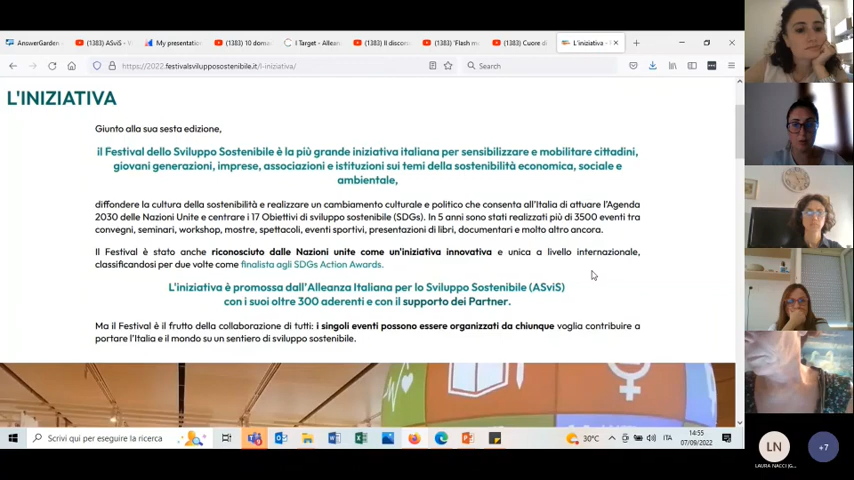 AnswerGarden
(1383) ASviS - V
My presentation
(1383) 10 doman
I Target - Allean
(1383) Il discor
(1383) 'Flash m
(1383) Cuore di
L'iniziativa -
https://2022.festivalsvilupposostenibile.it/l-iniziativa/
Search
L'INIZIATIVA
Giunto alla sua sesta edizione,
il Festival dello Sviluppo Sostenibile è la più grande iniziativa italiana per sensibilizzare e mobilitare cittadini,
giovani generazioni, imprese, associazioni e istituzioni sui temi della sostenibilità economica, sociale e
ambientale,
diffondere la cultura della sostenibilità e realizzare un cambiamento culturale e politico che consenta all'Italia di attuare l'Agenda
2030 delle Nazioni Unite e centrare i 17 Obiettivi di sviluppo sostenibile (SDGs). In 5 anni sono stati realizzati più di 3500 eventi tra
convegni, seminari, workshop, mostre, spettacoli, eventi sportivi, presentazioni di libri, documentari e molto altro ancora.
Il Festival è stato anche riconosciuto dalle Nazioni unite come un'iniziativa innovativa e unica a livello internazionale,
classificandosi per due volte come finalista agli SDGs Action Awards.
L'iniziativa è promossa dall'Alleanza Italiana per lo Sviluppo Sostenibile (ASviS)
con i suoi oltre 300 aderenti e con il supporto dei Partner.
Ma il Festival è il frutto della collaborazione di tutti: i singoli eventi possono essere organizzati da chiunque voglia contribuire a
portare l'Italia e il mondo su un sentiero di sviluppo sostenibile.
Scrivi qui per eseguire la ricerca
30°C
ITA
14:55
07/09/2022
LN
+7
LAURA NACCI (G...